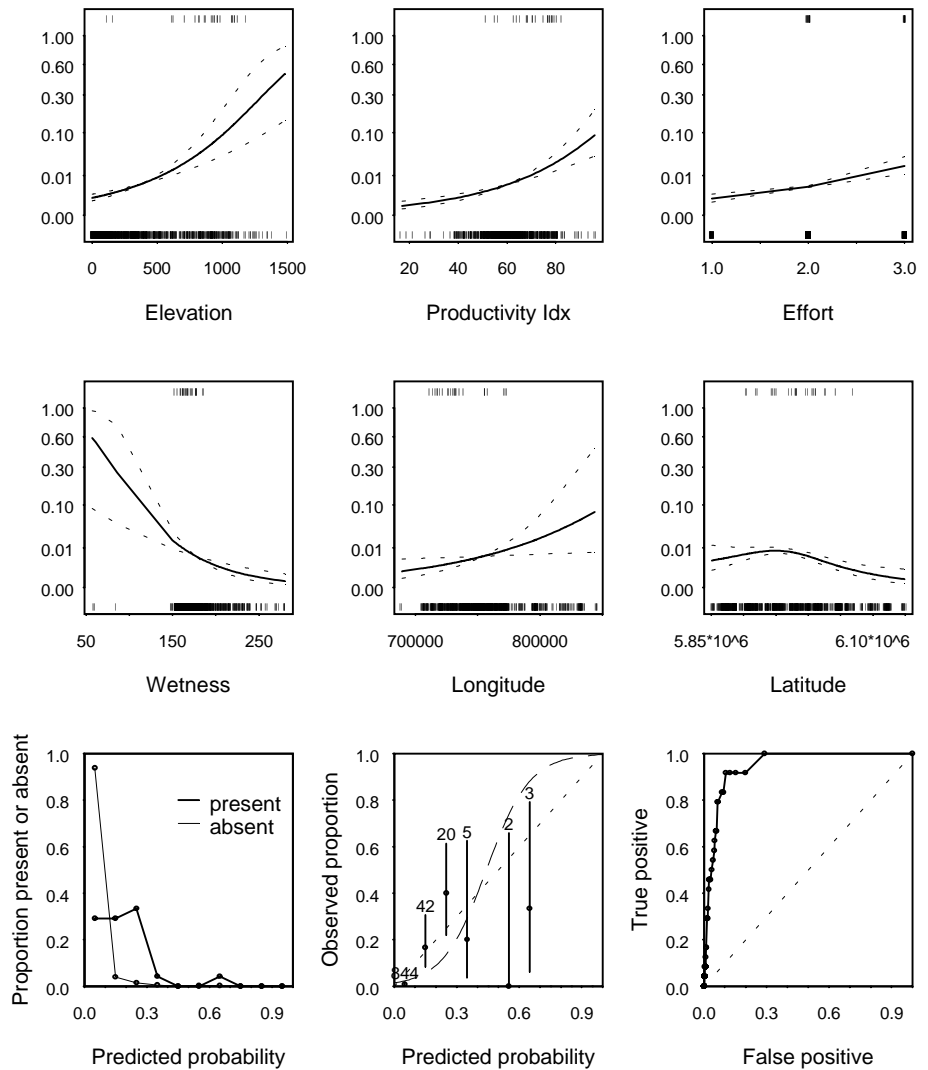 1.00
0.60
0.30
0.10
0.01
0.00
0 500 1000 1500
Elevation
1.00
0.60
0.30
0.10
0.01
0.00
20 40 60 80
Productivity Idx
1.00
0.60
0.30
0.10
0.01
0.00
1.0 2.0 3.0
Effort
1.00
0.60
0.30
0.10
0.01
0.00
50 150 250
Wetness
1.00
0.60
0.30
0.10
0.01
0.00
700000 800000
Longitude
1.00
0.60
0.30
0.10
0.01
0.00
5.85*10^6 6.10*10^6
Latitude
Proportion present or absent
1.0
0.8
0.6
0.4
0.2
0.0
present
absent
0.0 0.3 0.6 0.9
Predicted probability
Observed proportion
1.0
0.8
0.6
0.4
0.2
0.0
844
42
20
5
2
3
0.0 0.3 0.6 0.9
Predicted probability
True positive
1.0
0.8
0.6
0.4
0.2
0.0
0.0 0.3 0.6 0.9
False positive